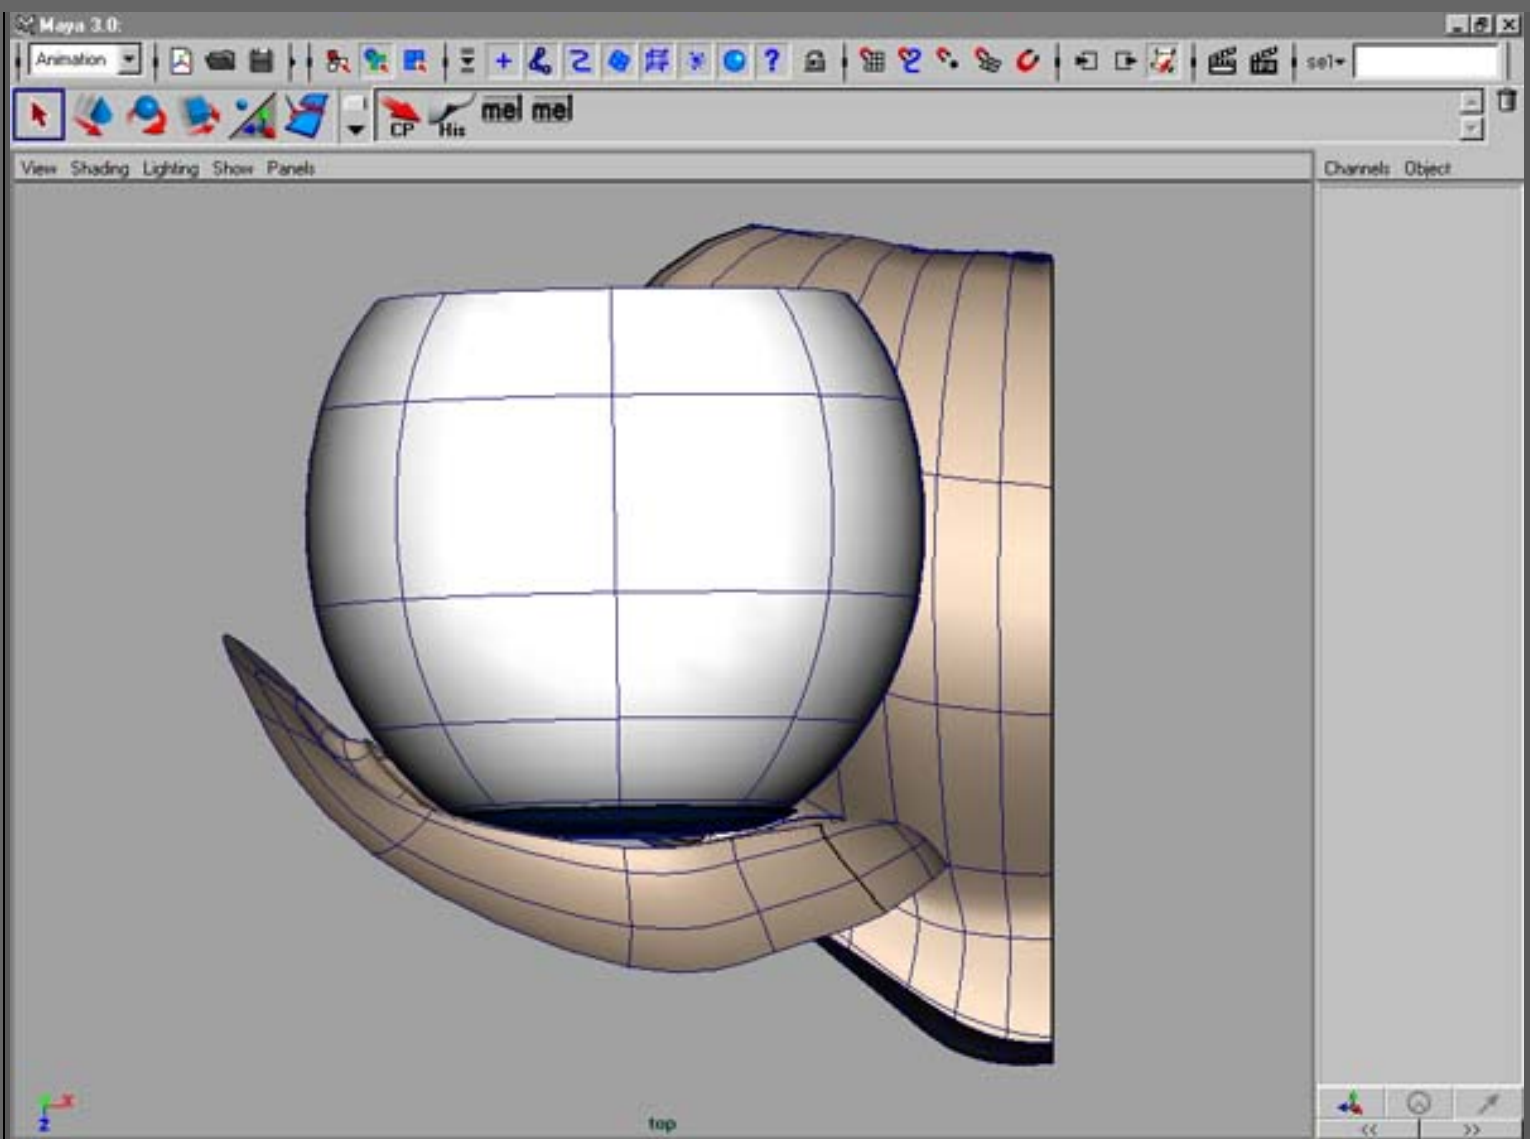 Maya 3.0:
Animation
? sel
CP His mel mel
View Shading Lighting Show Panels
Channels Object
x
z
top
<< >>